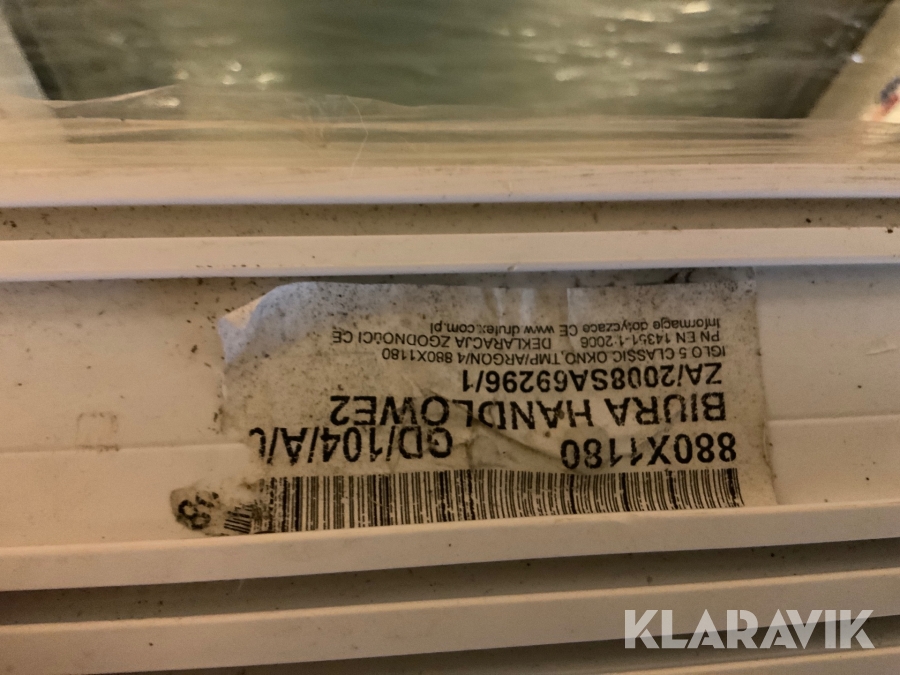 880X1180 GD/104/A/
BIURA HANDLOWE2
ZA/2008SA69296/1
IGLO 5 CLASSIC OKNO,TMP/ARGON/4 880X1180
PN EN 14351-1-2006 DEKLARACJA ZGODNOŚCI CE
Informacje dotyczace CE www drutex.com.pl
KLARAVIK